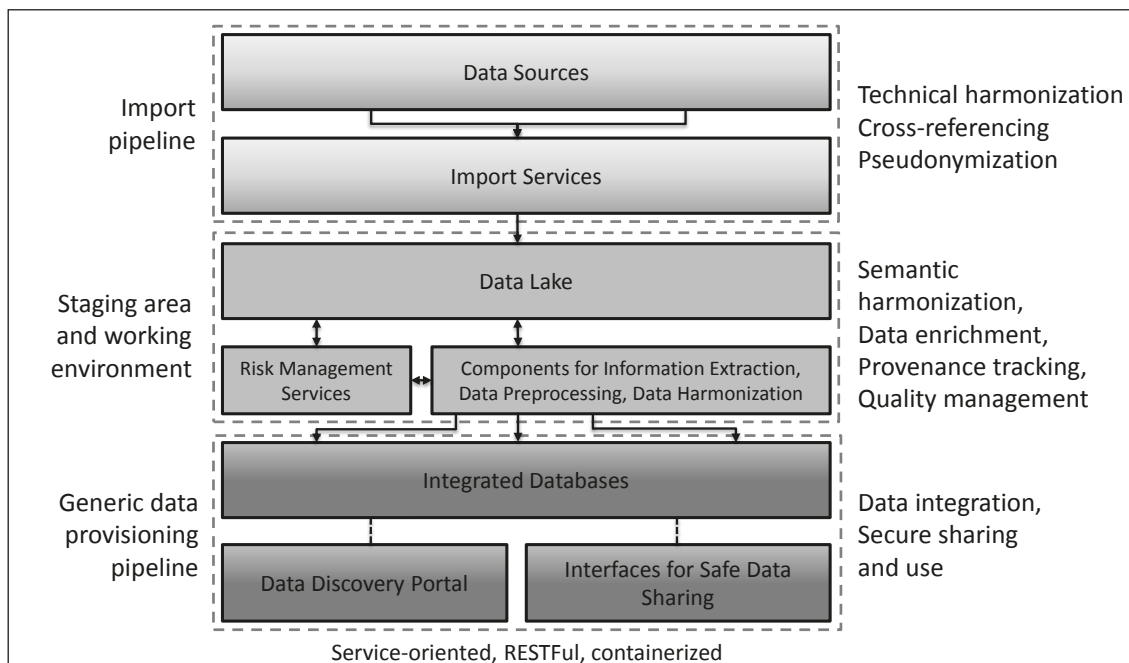 Import
pipeline
Data Sources
Import Services
Technical harmonization
Cross-referencing
Pseudonymization
Staging area
and working
environment
Data Lake
Risk Management
Services
Components for Information Extraction,
Data Preprocessing, Data Harmonization
Semantic
harmonization,
Data enrichment,
Provenance tracking,
Quality management
Generic data
provisioning
pipeline
Integrated Databases
Data Discovery Portal
Interfaces for Safe Data
Sharing
Data integration,
Secure sharing
and use
Service-oriented, RESTFul, containerized